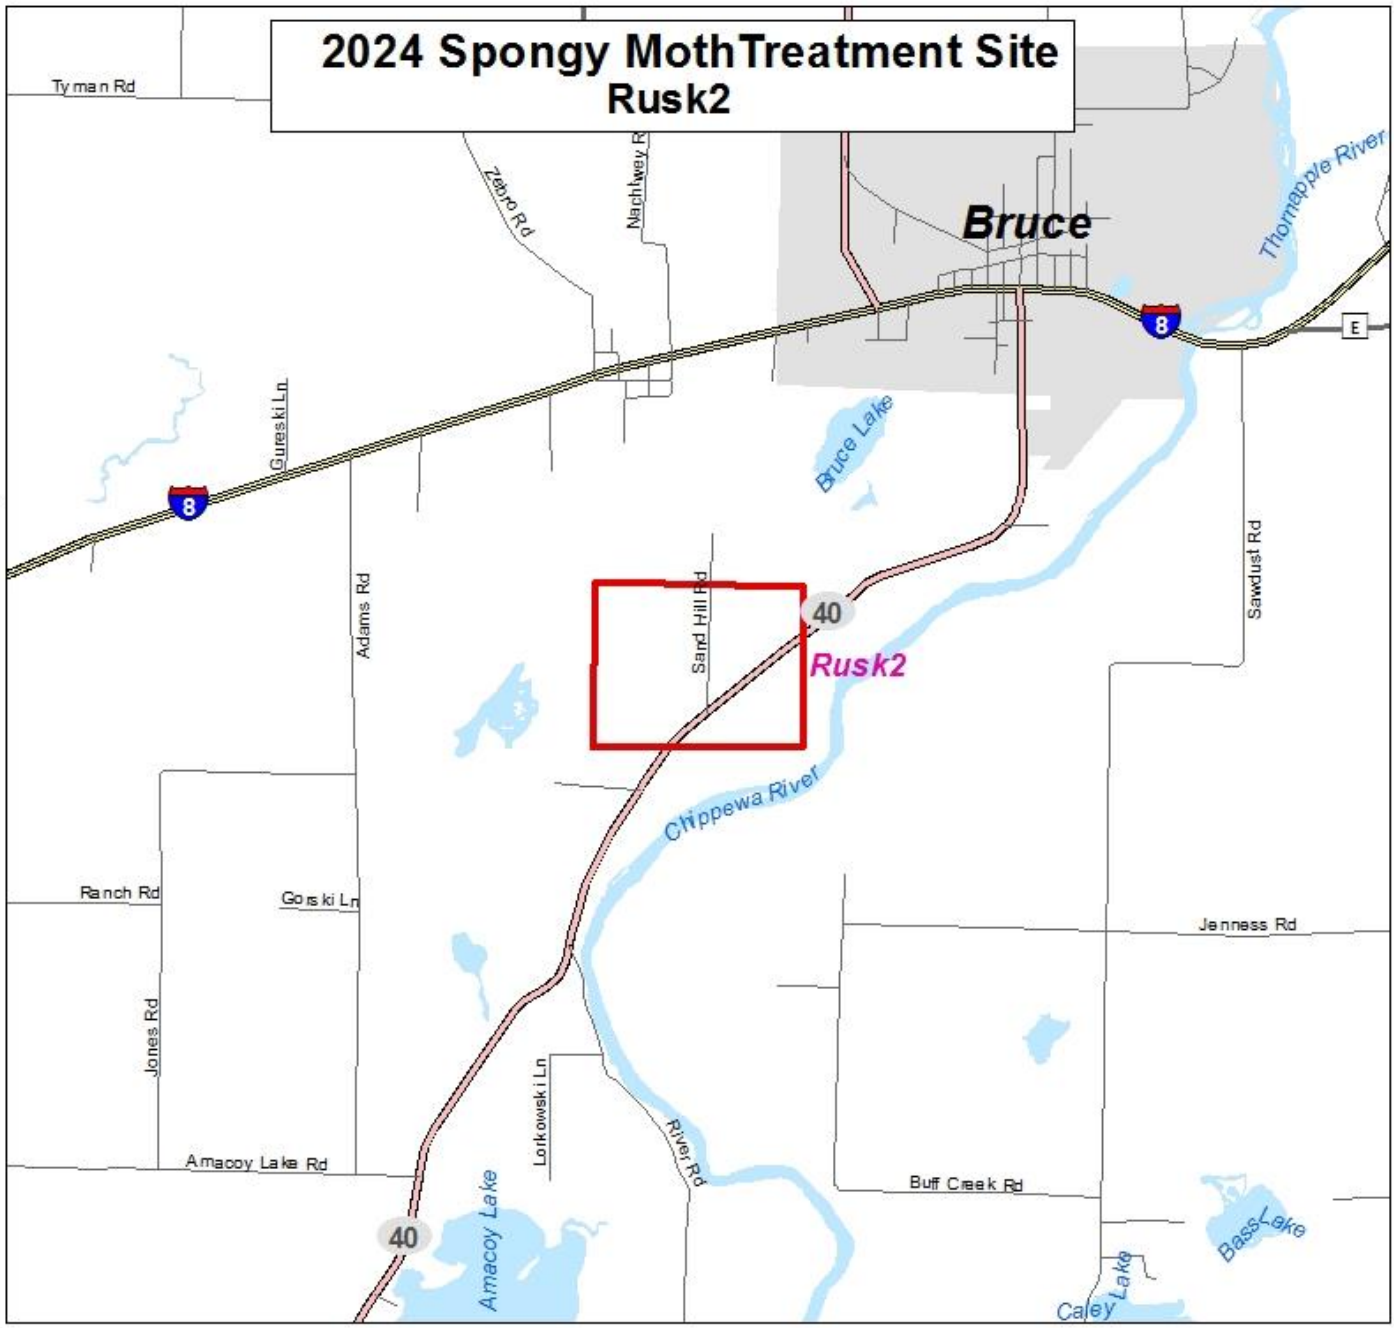 2024 Spongy MothTreatment Site
Rusk2
Tyman Rd
Zebro Rd
Nachtwey R
Bruce
Thornapple River
8
E
Gureski Ln
Bruce Lake
8
Adams Rd
Sand Hill Rd
40
Sawdust Rd
Rusk2
Chippewa River
Ranch Rd
Gorski Ln
Jenness Rd
Jones Rd
Lorkowski Ln
River Rd
Amacoy Lake Rd
Buff Creek Rd
Amacoy Lake
40
Bass Lake
Caley Lake